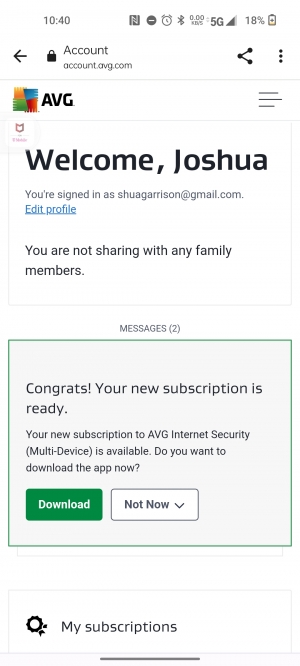 10:40
0.00
KB/S
5G
18%
Account
account.avg.com
AVG
Welcome, Joshua
You're signed in as shuagarrison@gmail.com.
Edit profile
You are not sharing with any family
members.
MESSAGES (2)
Congrats! Your new subscription is
ready.
Your new subscription to AVG Internet Security
(Multi-Device) is available. Do you want to
download the app now?
Download
Not Now
My subscriptions